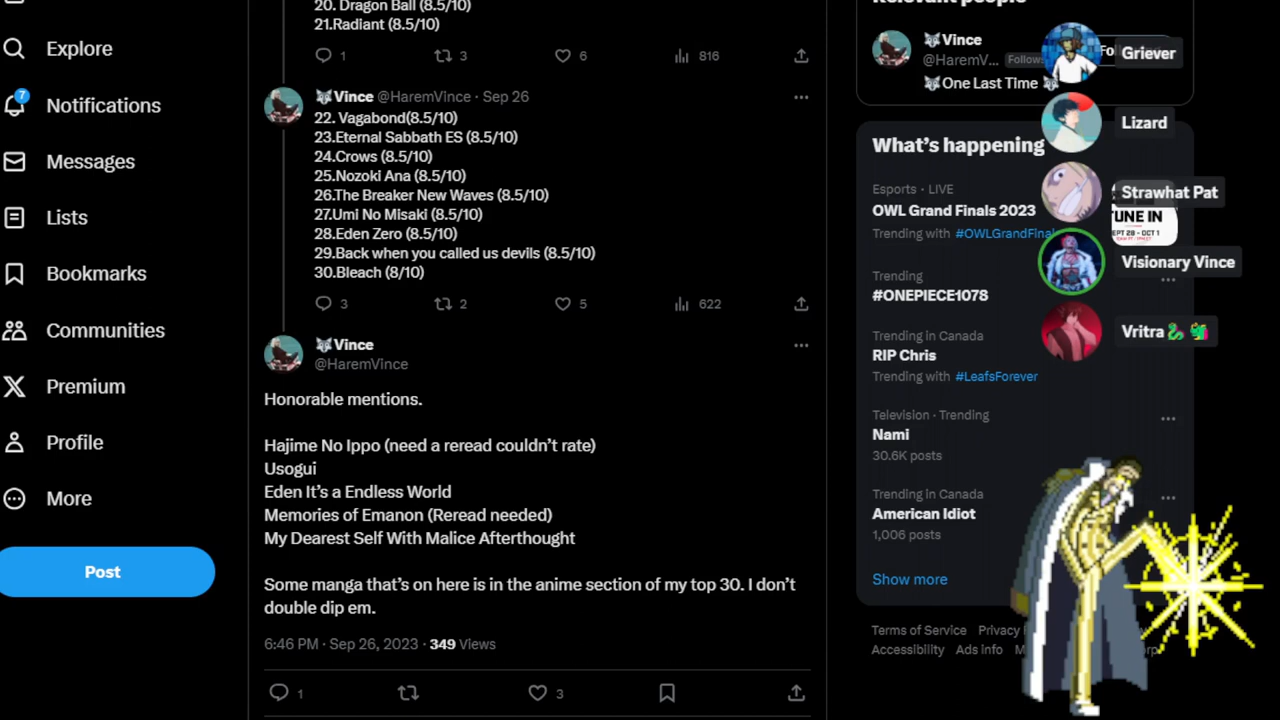 Explore
Notifications
7
Messages
Lists
Bookmarks
Communities
Premium
Profile
More
Post
20. Dragon Ball (8.5/10)
21.Radiant (8.5/10)
1 3 6 816
Vince @HaremVince · Sep 26
22. Vagabond(8.5/10)
23.Eternal Sabbath ES (8.5/10)
24.Crows (8.5/10)
25.Nozoki Ana (8.5/10)
26.The Breaker New Waves (8.5/10)
27.Umi No Misaki (8.5/10)
28.Eden Zero (8.5/10)
29.Back when you called us devils (8.5/10)
30.Bleach (8/10)
3 2 5 622
Vince
@HaremVince
Honorable mentions.
Hajime No Ippo (need a reread couldn't rate)
Usogui
Eden It's a Endless World
Memories of Emanon (Reread needed)
My Dearest Self With Malice Afterthought
Some manga that's on here is in the anime section of my top 30. I don't
double dip em.
6:46 PM · Sep 26, 2023 · 349 Views
1 3
Relevant people
Vince
@HaremV... Follows
One Last Time
What's happening
Esports · LIVE
OWL Grand Finals 2023
Trending with #OWLGrandFinal
Trending
#ONEPIECE1078
Trending in Canada
RIP Chris
Trending with #LeafsForever
Television · Trending
Nami
30.6K posts
Trending in Canada
American Idiot
1,006 posts
Show more
Terms of Service Privacy
Accessibility Ads info
Griever
Lizard
Strawhat Pat
TUNE IN
SEPT 28 - OCT 1
Visionary Vince
Vritra